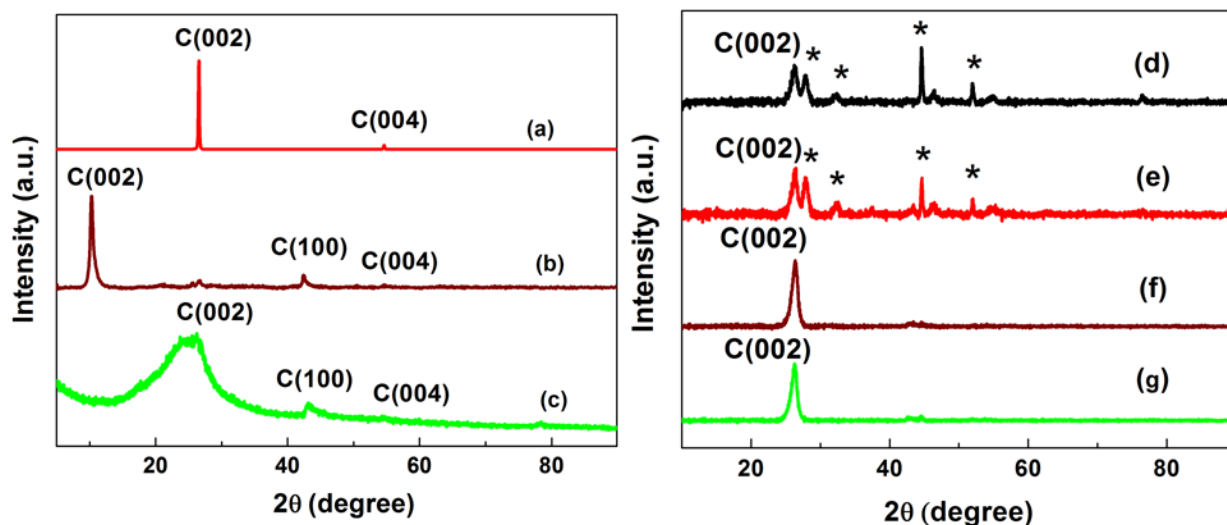 C(002)
C(004)
(a)
C(002)
C(100)
C(004)
(b)
C(002)
C(100)
C(004)
(c)
20
40
60
80
2θ (degree)
Intensity (a.u.)
C(002)
*
*
*
*
(d)
C(002)
*
*
*
*
(e)
C(002)
(f)
C(002)
(g)
20
40
60
80
2θ (degree)
Intensity (a.u.)